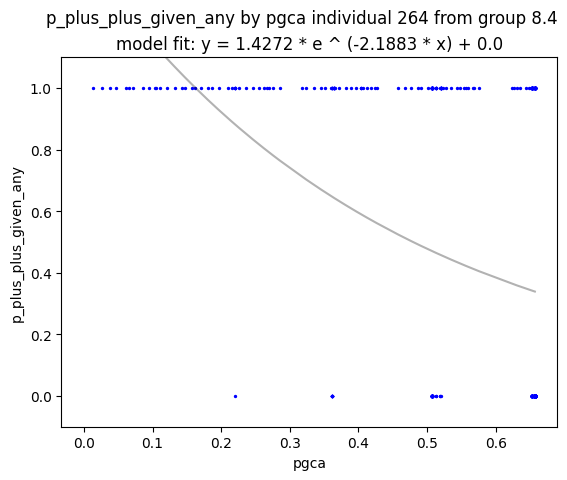 p_plus_plus_given_any by pgca individual 264 from group 8.4
model fit: y = 1.4272 * e ^ (-2.1883 * x) + 0.0
1.0
0.8
0.6
0.4
0.2
0.0
p_plus_plus_given_any
0.0 0.1 0.2 0.3 0.4 0.5 0.6
pgca